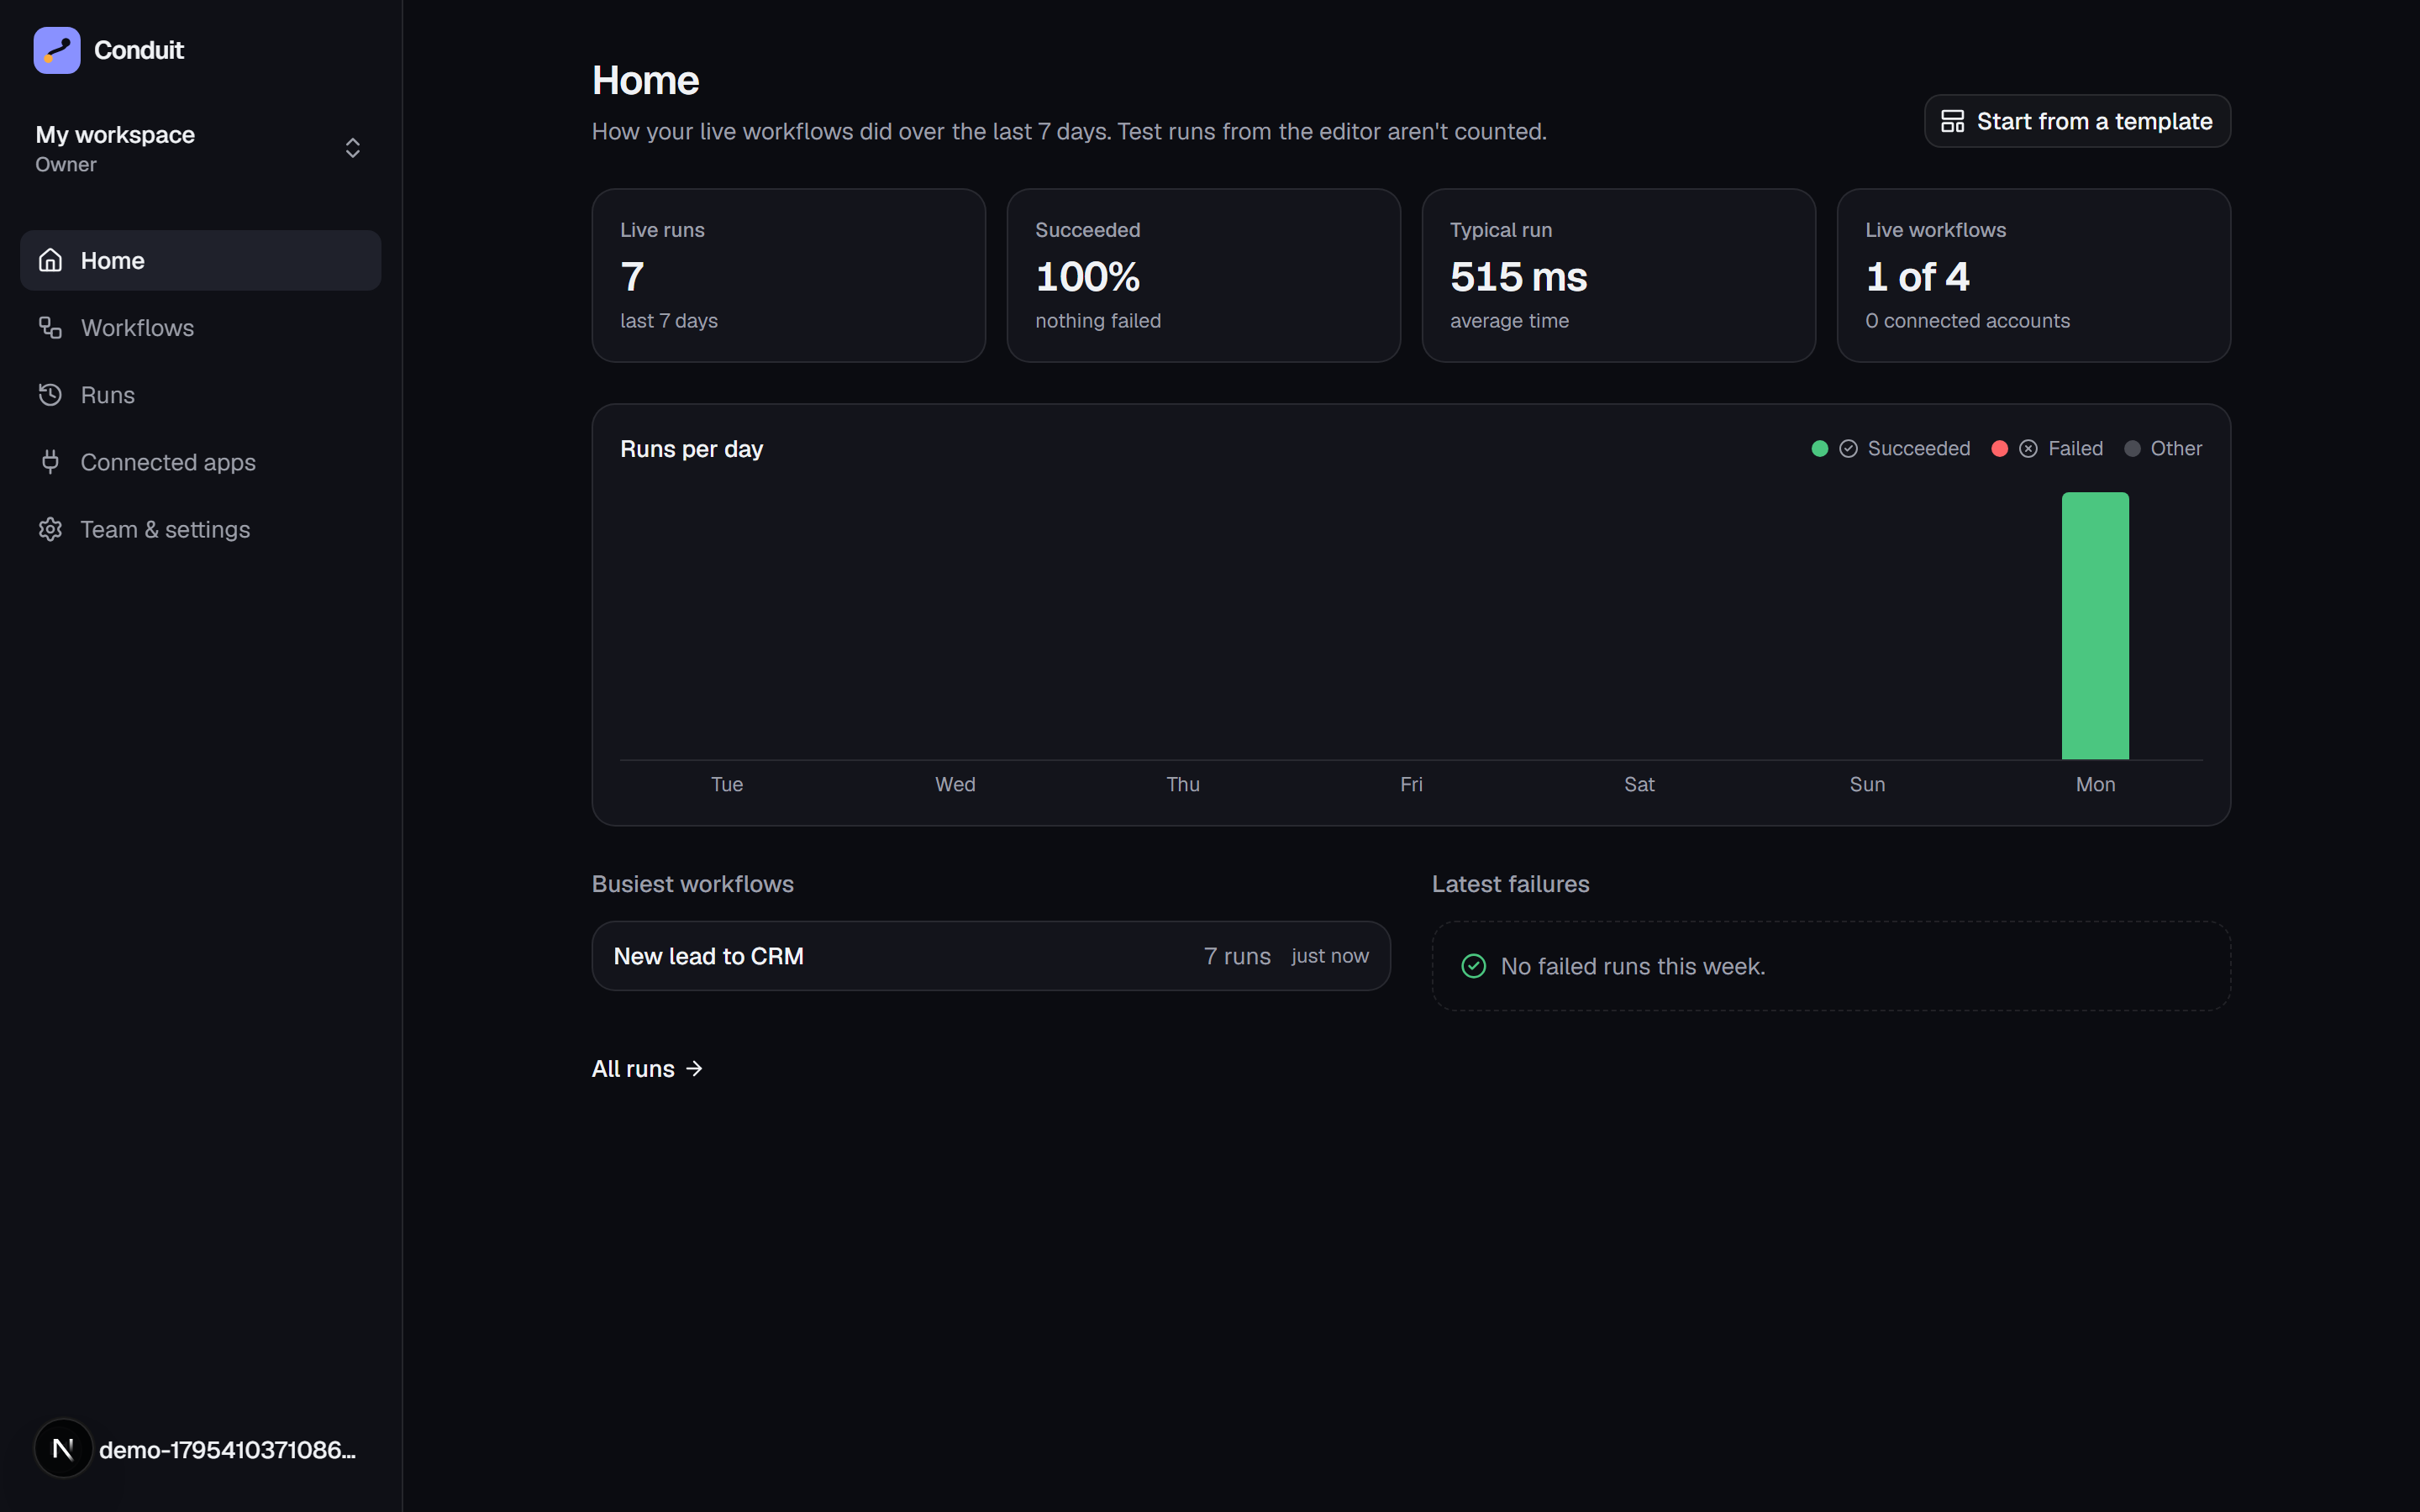 Conduit
My workspace
Owner
Home
Workflows
Runs
Connected apps
Team & settings
demo-1795410371086...
Home
How your live workflows did over the last 7 days. Test runs from the editor aren't counted.
Start from a template
Live runs
7
last 7 days
Succeeded
100%
nothing failed
Typical run
515 ms
average time
Live workflows
1 of 4
0 connected accounts
Runs per day
Succeeded
Failed
Other
Tue
Wed
Thu
Fri
Sat
Sun
Mon
Busiest workflows
New lead to CRM
7 runs
just now
Latest failures
No failed runs this week.
All runs